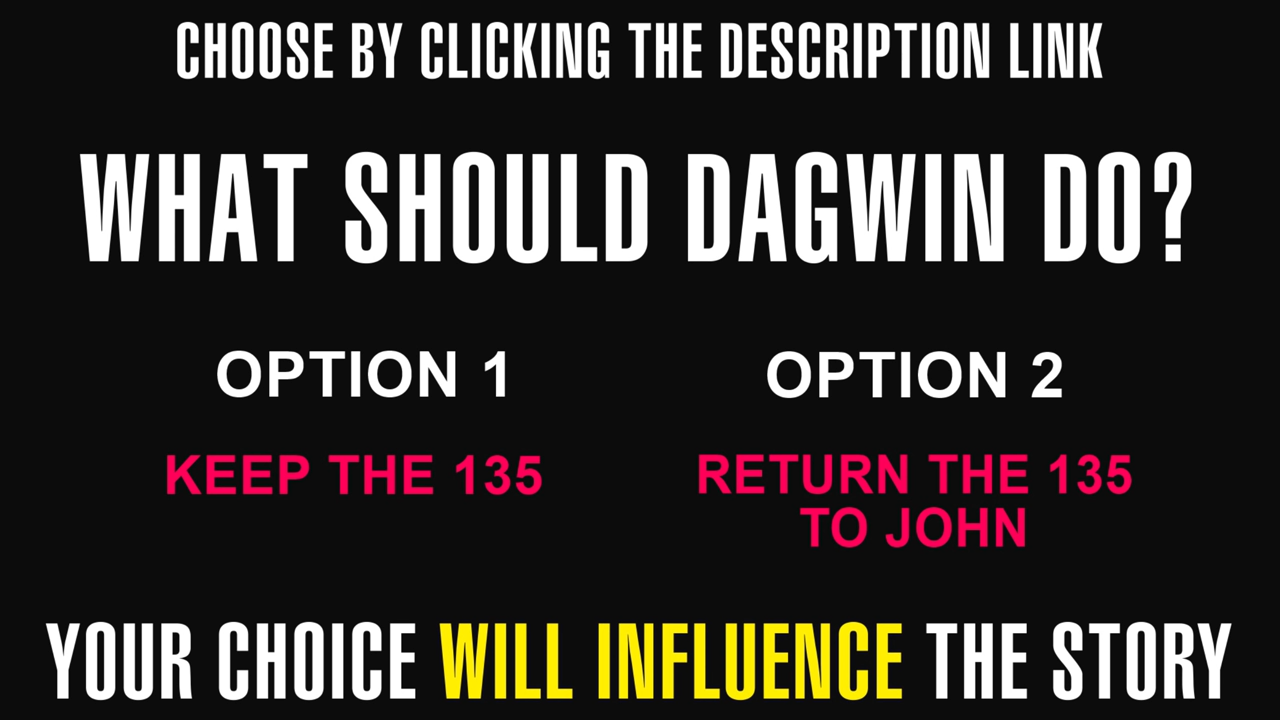 CHOOSE BY CLICKING THE DESCRIPTION LINK
WHAT SHOULD DAGWIN DO?
OPTION 1
KEEP THE 135
OPTION 2
RETURN THE 135
TO JOHN
YOUR CHOICE WILL INFLUENCE THE STORY